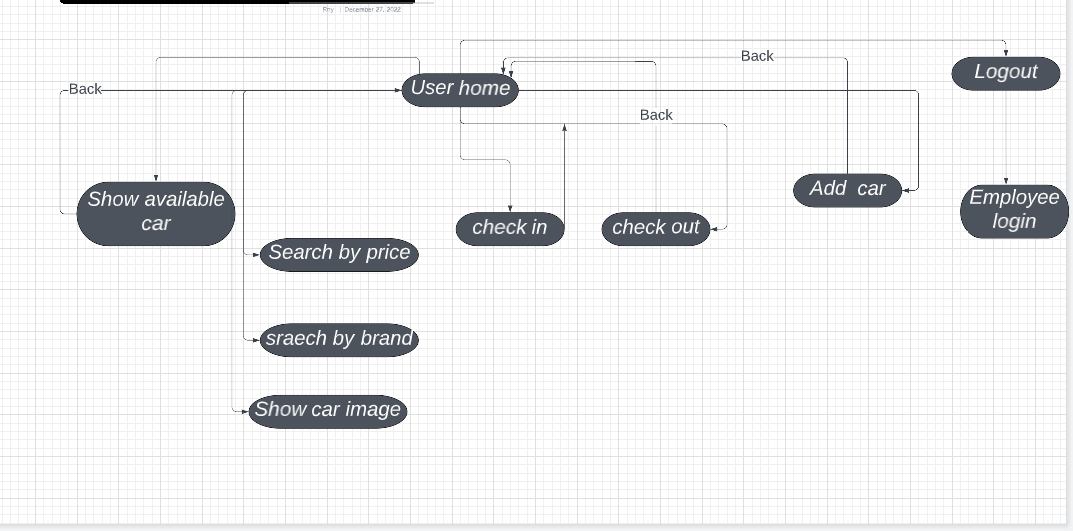 Rhy | December 27, 2022
Back
Logout
Back
User home
Back
Show available
car
Add car
Employee
login
check in
check out
Search by price
sraech by brand
Show car image